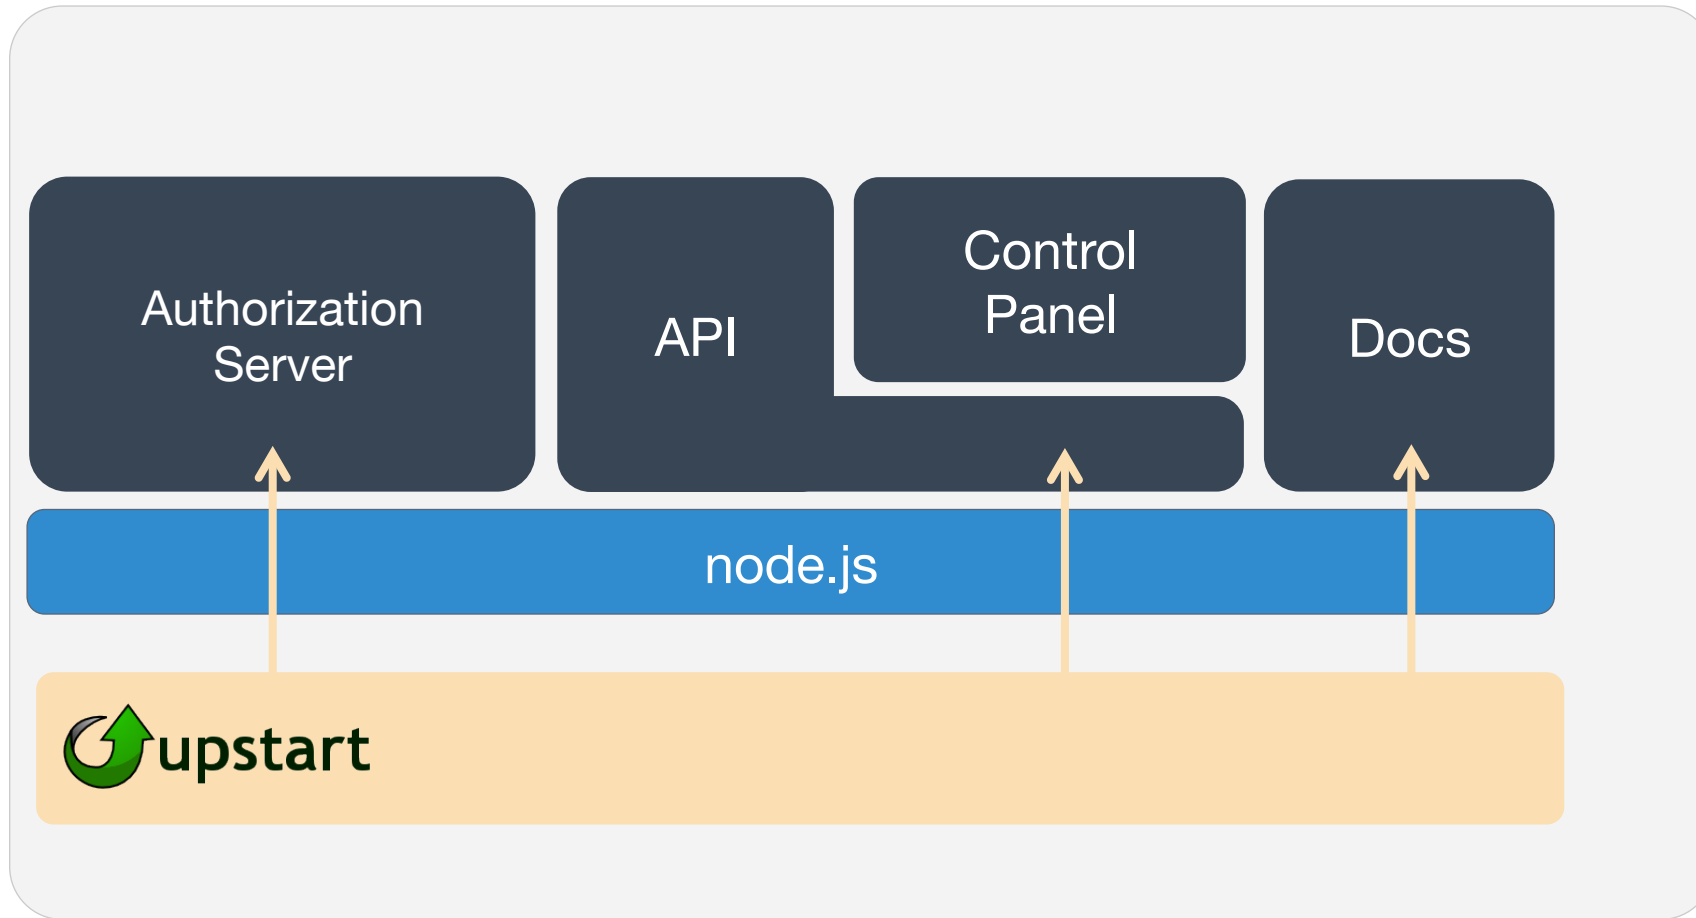 Authorization
Server
API
Control
Panel
Docs
node.js
upstart